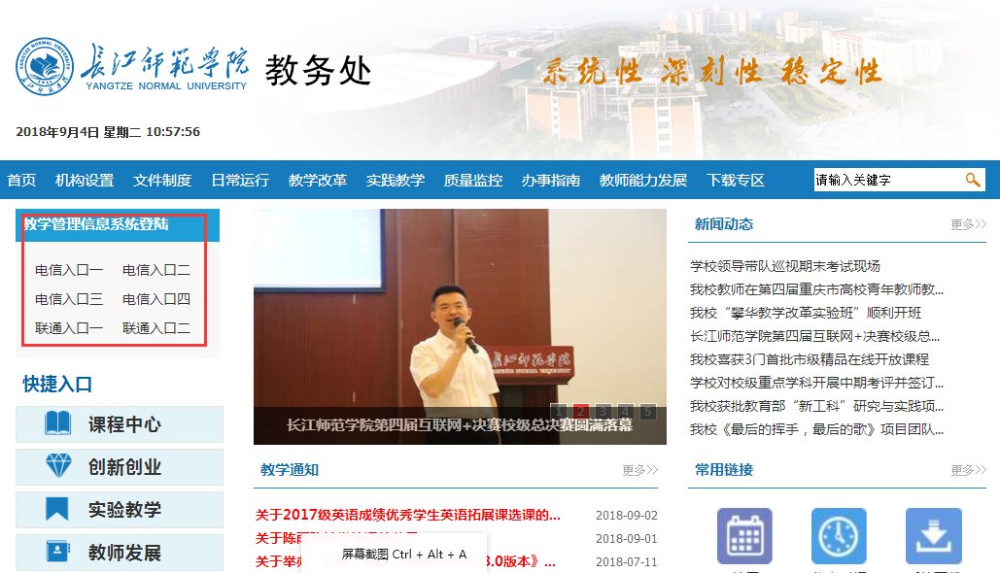 長江師範學院
YANGTZE NORMAL UNIVERSITY
教务处
系统性 深刻性 稳定性
2018年9月4日 星期二 10:57:56
首页 机构设置 文件制度 日常运行 教学改革 实践教学 质量监控 办事指南 教师能力发展 下载专区
请输入关键字
教学管理信息系统登陆
电信入口一 电信入口二
电信入口三 电信入口四
联通入口一 联通入口二
快捷入口
课程中心
创新创业
实验教学
教师发展
長江師範學院
YANGTZE NORMAL UNIVERSITY
1 2 3 4 5
长江师范学院第四届互联网+决赛校级总决赛圆满落幕
新闻动态 更多>>
学校领导带队巡视期末考试现场
我校教师在第四届重庆市高校青年教师教...
我校“攀华教学改革实验班”顺利开班
长江师范学院第四届互联网+决赛校级总...
我校喜获3门首批市级精品在线开放课程
学校对校级重点学科开展中期考评并签订...
我校获批教育部“新工科”研究与实践项...
我校《最后的挥手，最后的歌》项目团队...
教学通知 更多>>
关于2017级英语成绩优秀学生英语拓展课选课的... 2018-09-02
关于陈 2018-09-01
关于举 3.0版本》... 2018-07-11
屏幕截图 Ctrl + Alt + A
常用链接 更多>>